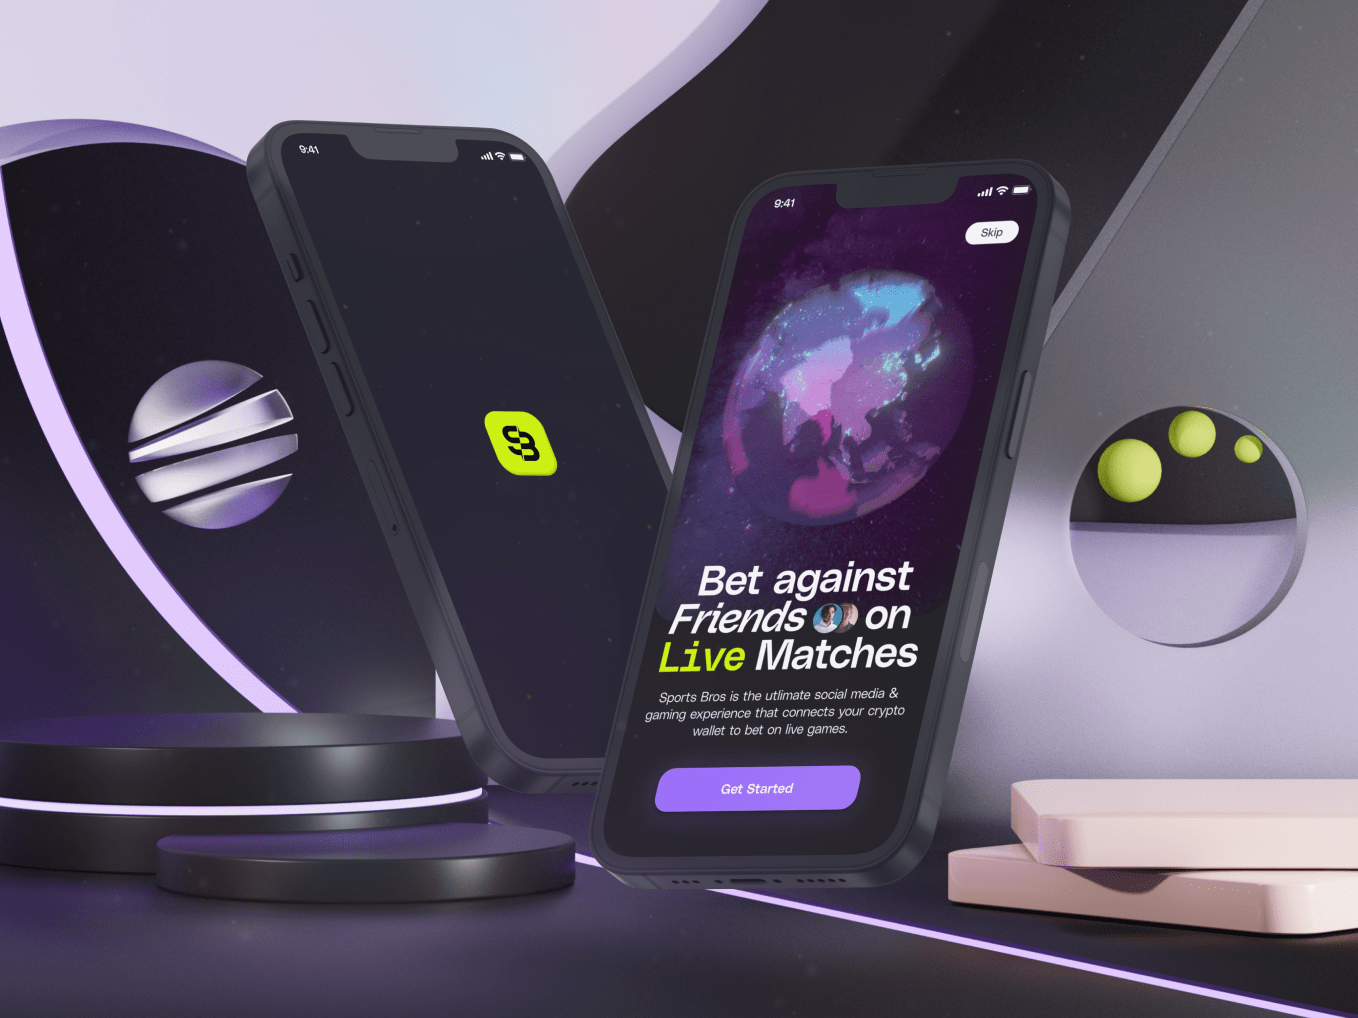 9:41
SB
9:41
Skip
Bet against
Friends on
Live Matches
Sports Bros is the utlimate social media &
gaming experience that connects your crypto
wallet to bet on live games.
Get Started